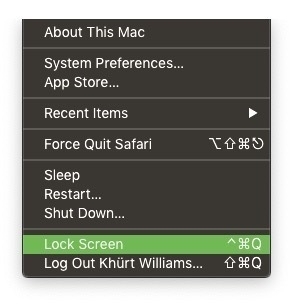 About This Mac
System Preferences...
App Store...
Recent Items ▶
Force Quit Safari ⌥⇧⌘⎋
Sleep
Restart...
Shut Down...
Lock Screen ^⌘Q
Log Out Khürt Williams... ⇧⌘Q